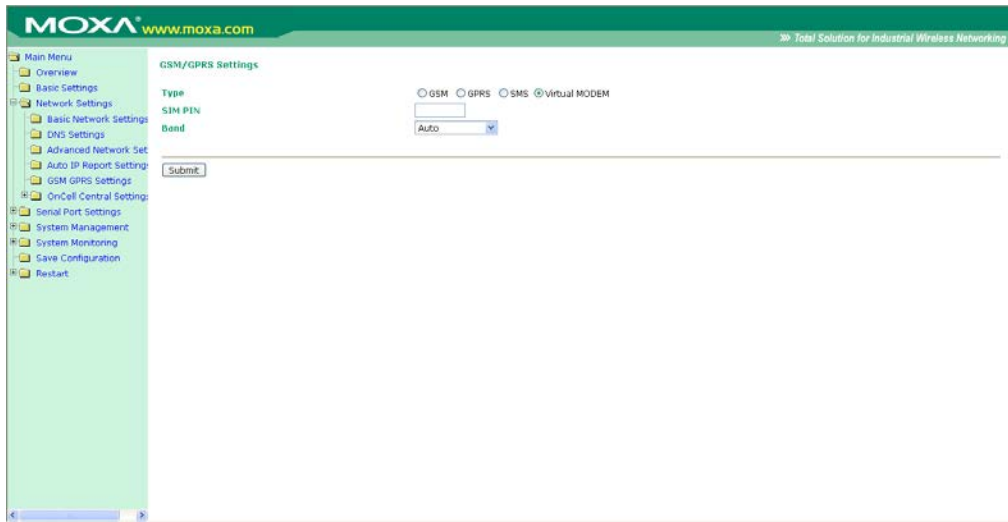 MOXA® www.moxa.com
Total Solution for Industrial Wireless Networking
Main Menu
Overview
Basic Settings
Network Settings
Basic Network Settings
DNS Settings
Advanced Network Set
Auto IP Report Setting
GSM GPRS Settings
OnCell Central Setting
Serial Port Settings
System Management
System Monitoring
Save Configuration
Restart
GSM/GPRS Settings
Type GSM GPRS SMS Virtual MODEM
SIM PIN
Band Auto
Submit